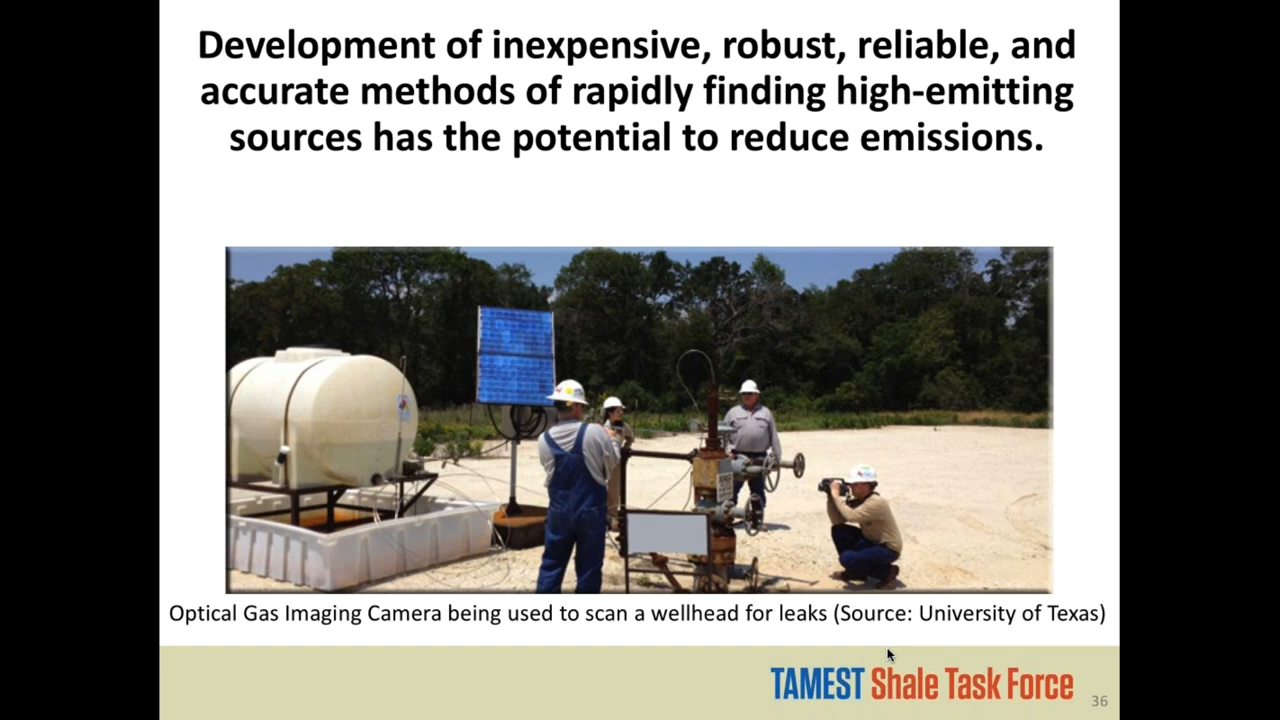 Development of inexpensive, robust, reliable, and
accurate methods of rapidly finding high-emitting
sources has the potential to reduce emissions.
Optical Gas Imaging Camera being used to scan a wellhead for leaks (Source: University of Texas)
TAMEST Shale Task Force
36